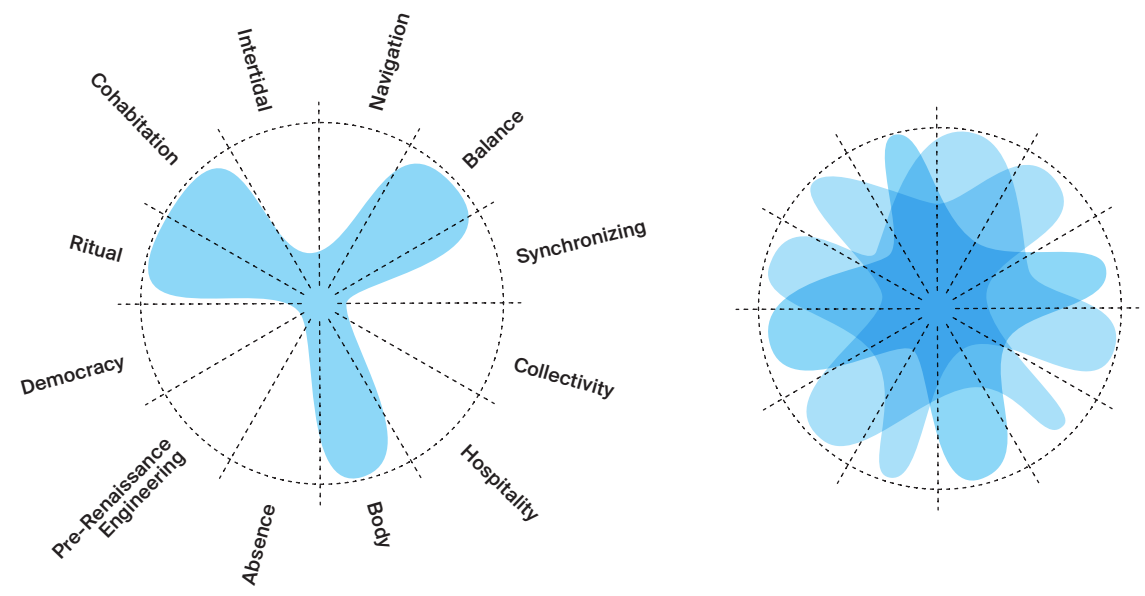 Intertidal
Navigation
Cohabitation
Balance
Ritual
Synchronizing
Democracy
Collectivity
Pre-Renaissance
Engineering
Hospitality
Absence
Body